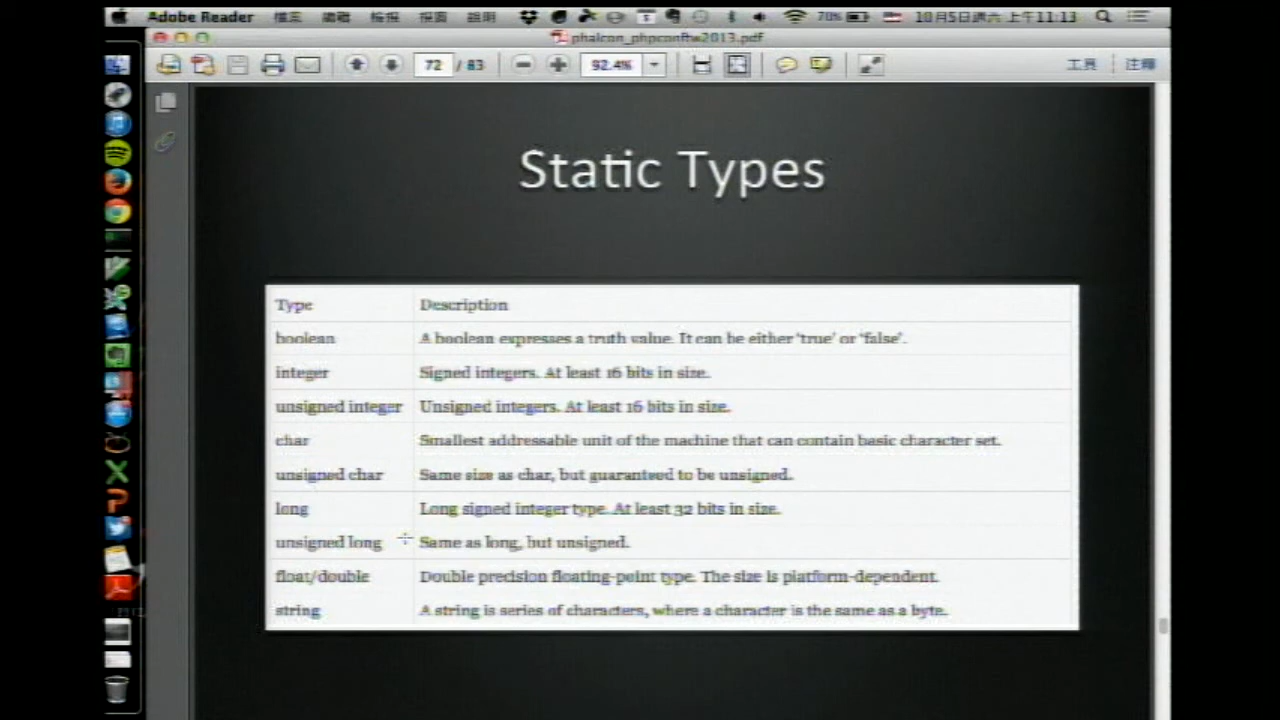 Adobe Reader 檔案 編輯 檢視 視窗 說明 70% 10月5日週六 上午11:13
phalcon_phpconftw2013.pdf
72 / 83 92.4% 工具 註釋
Static Types
Type Description
boolean A boolean expresses a truth value. It can be either 'true' or 'false'.
integer Signed integers. At least 16 bits in size.
unsigned integer Unsigned integers. At least 16 bits in size.
char Smallest addressable unit of the machine that can contain basic character set.
unsigned char Same size as char, but guaranteed to be unsigned.
long Long signed integer type. At least 32 bits in size.
unsigned long Same as long, but unsigned.
float/double Double precision floating-point type. The size is platform-dependent.
string A string is series of characters, where a character is the same as a byte.